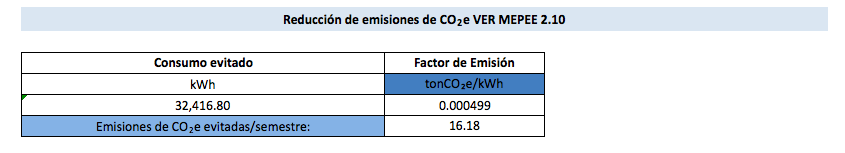 Reducción de emisiones de CO₂e VER MEPEE 2.10
Consumo evitado Factor de Emisión
kWh tonCO₂e/kWh
32,416.80 0.000499
Emisiones de CO₂e evitadas/semestre: 16.18